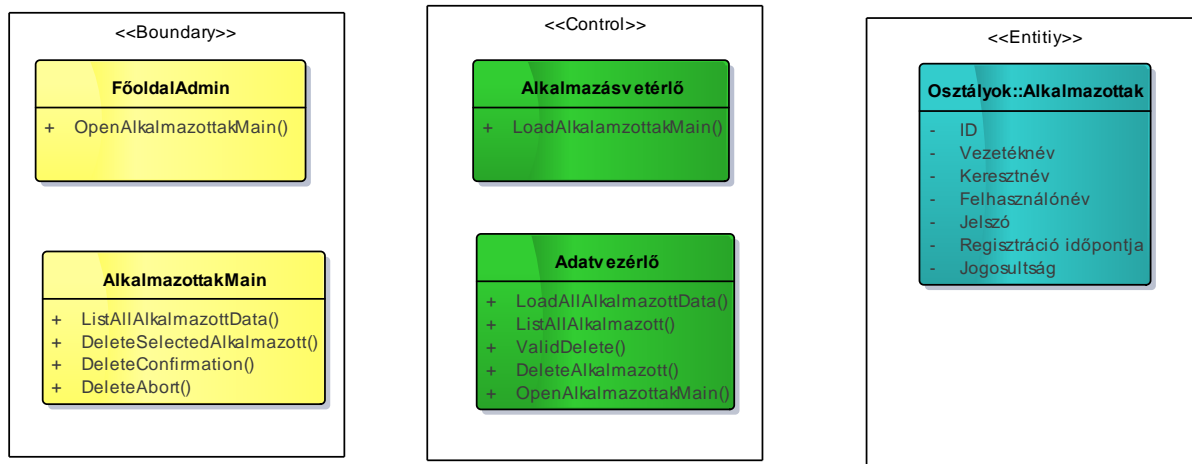 <<Boundary>>
FőoldalAdmin
+ OpenAlkalmazottakMain()
AlkalmazottakMain
+ ListAllAlkalmazottData()
+ DeleteSelectedAlkalmazott()
+ DeleteConfirmation()
+ DeleteAbort()
<<Control>>
Alkalmazásvetérlő
+ LoadAlkalamzottakMain()
Adatvezérlő
+ LoadAllAlkalmazottData()
+ ListAllAlkalmazott()
+ ValidDelete()
+ DeleteAlkalmazott()
+ OpenAlkalmazottakMain()
<<Entitiy>>
Osztályok::Alkalmazottak
- ID
- Vezetéknév
- Keresztnév
- Felhasználónév
- Jelszó
- Regisztráció időpontja
- Jogosultság